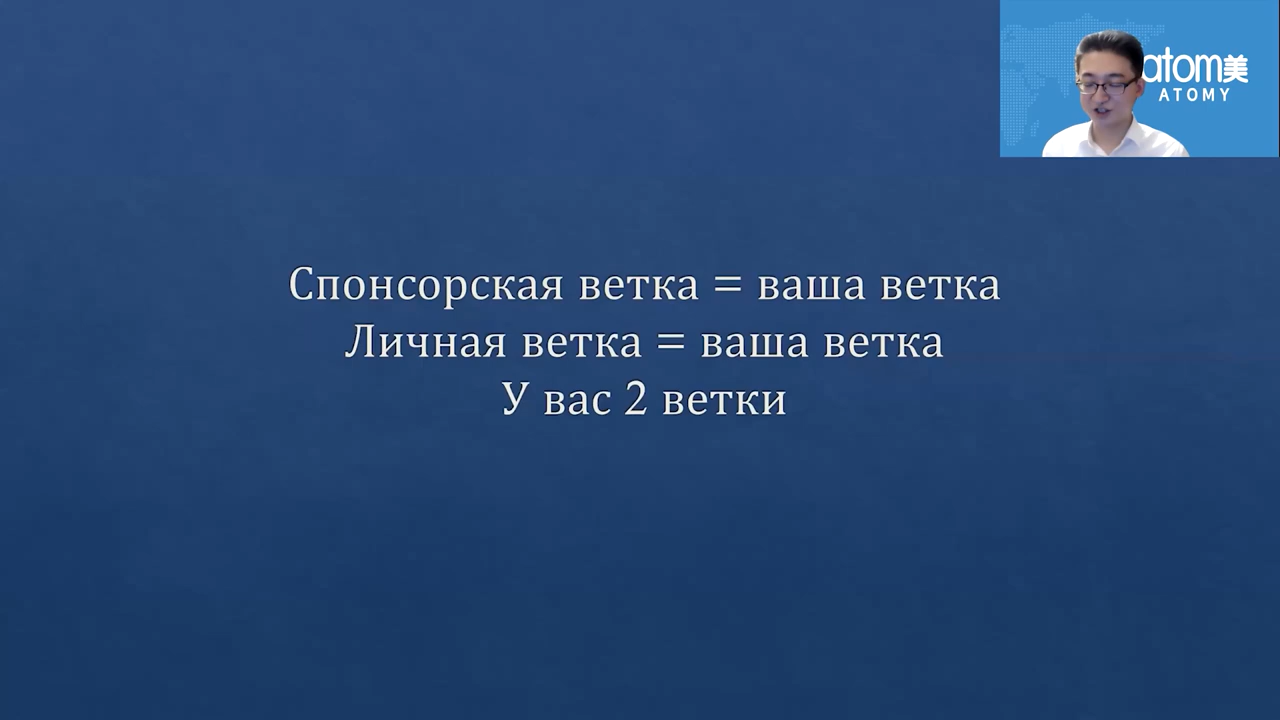 atom美
ATOMY
Спонсорская ветка = ваша ветка
Личная ветка = ваша ветка
У вас 2 ветки